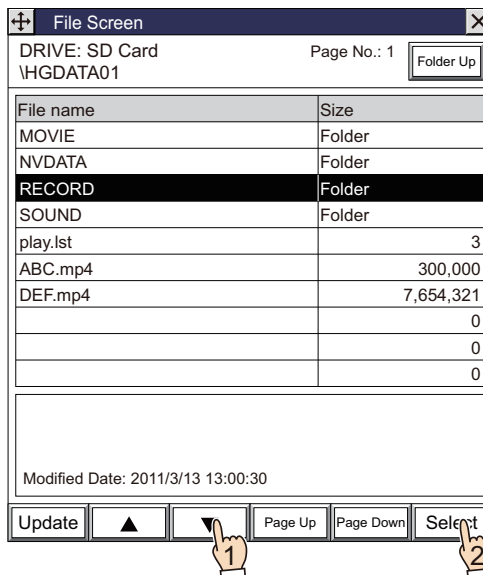 File Screen
DRIVE: SD Card Page No.: 1 Folder Up
\HGDATA01
File name Size
MOVIE Folder
NVDATA Folder
RECORD Folder
SOUND Folder
play.lst 3
ABC.mp4 300,000
DEF.mp4 7,654,321
0
0
0
Modified Date: 2011/3/13 13:00:30
Update ▲ ▼ Page Up Page Down Select
1 2